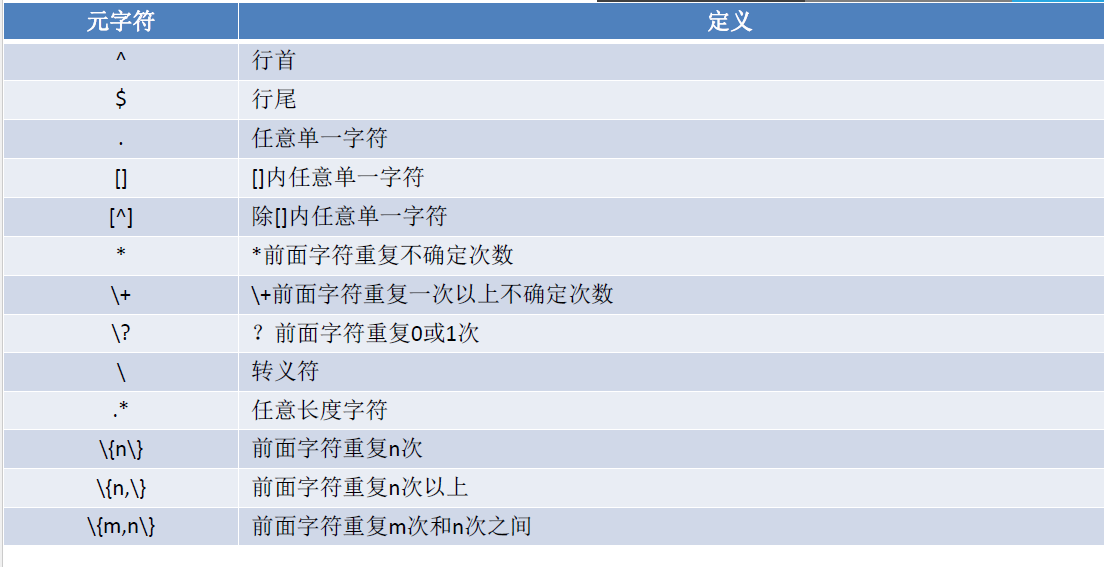 元字符 定义
^ 行首
$ 行尾
. 任意单一字符
[] []内任意单一字符
[^] 除[]内任意单一字符
* *前面字符重复不确定次数
\+ \+前面字符重复一次以上不确定次数
\? ？前面字符重复0或1次
\ 转义符
.* 任意长度字符
\{n\} 前面字符重复n次
\{n,\} 前面字符重复n次以上
\{m,n\} 前面字符重复m次和n次之间